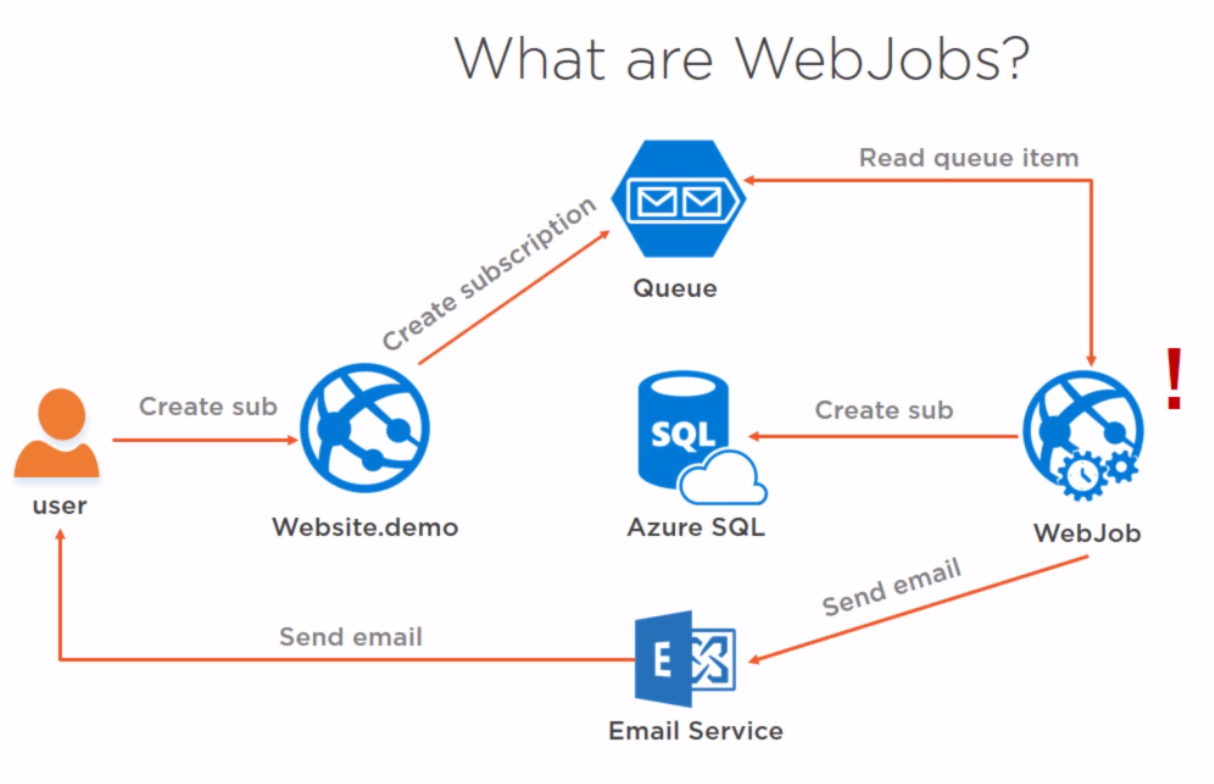 What are WebJobs?
Read queue item
Create subscription
Queue
!
Create sub
SQL
Create sub
user
Website.demo
Azure SQL
WebJob
Send email
Send email
E
Email Service